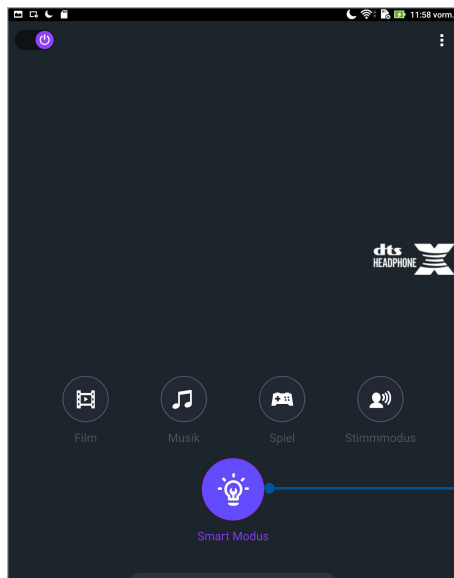 11:58 vorm.
dts
HEADPHONE X
Film
Musik
Spiel
Stimmmodus
Smart Modus